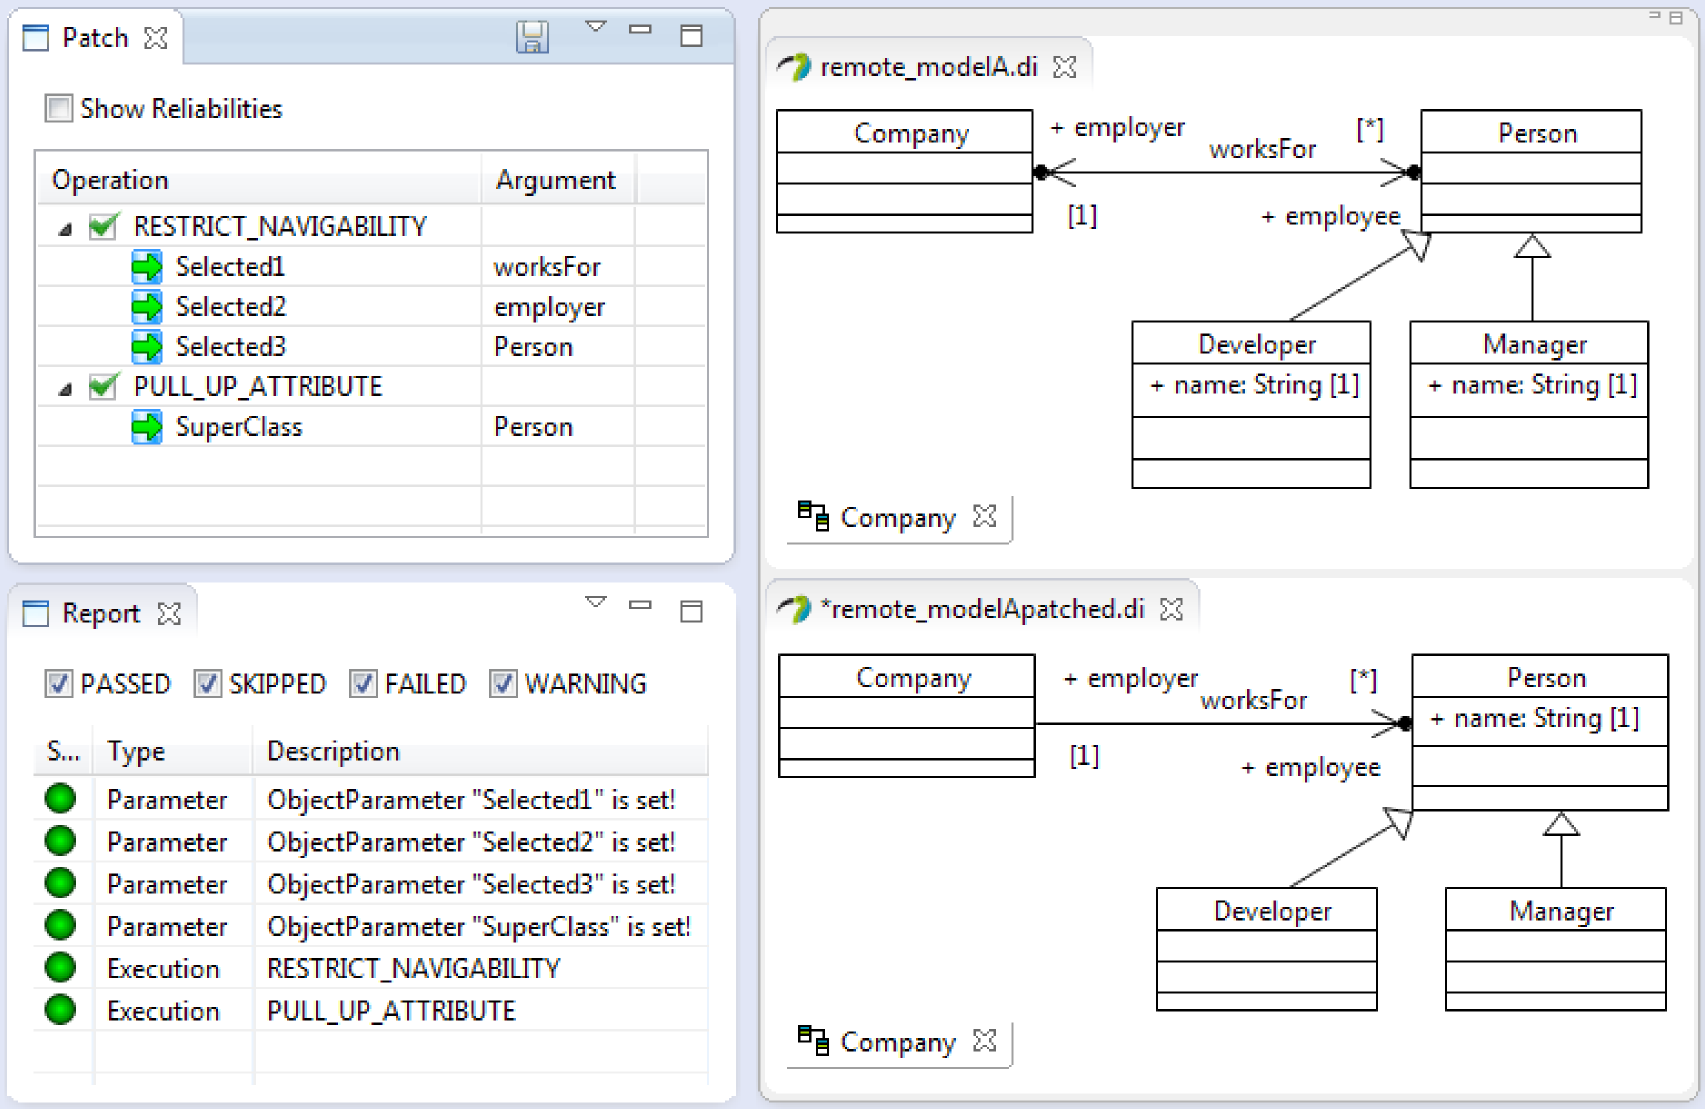 Patch
Show Reliabilities
Operation Argument
RESTRICT_NAVIGABILITY
Selected1 worksFor
Selected2 employer
Selected3 Person
PULL_UP_ATTRIBUTE
SuperClass Person
Report
PASSED SKIPPED FAILED WARNING
S... Type Description
Parameter ObjectParameter "Selected1" is set!
Parameter ObjectParameter "Selected2" is set!
Parameter ObjectParameter "Selected3" is set!
Parameter ObjectParameter "SuperClass" is set!
Execution RESTRICT_NAVIGABILITY
Execution PULL_UP_ATTRIBUTE
remote_modelA.di
Company + employer [*] Person
worksFor
[1] + employee
Developer Manager
+ name: String [1] + name: String [1]
Company
*remote_modelApatched.di
Company + employer [*] Person
worksFor
+ name: String [1]
[1] + employee
Developer Manager
Company